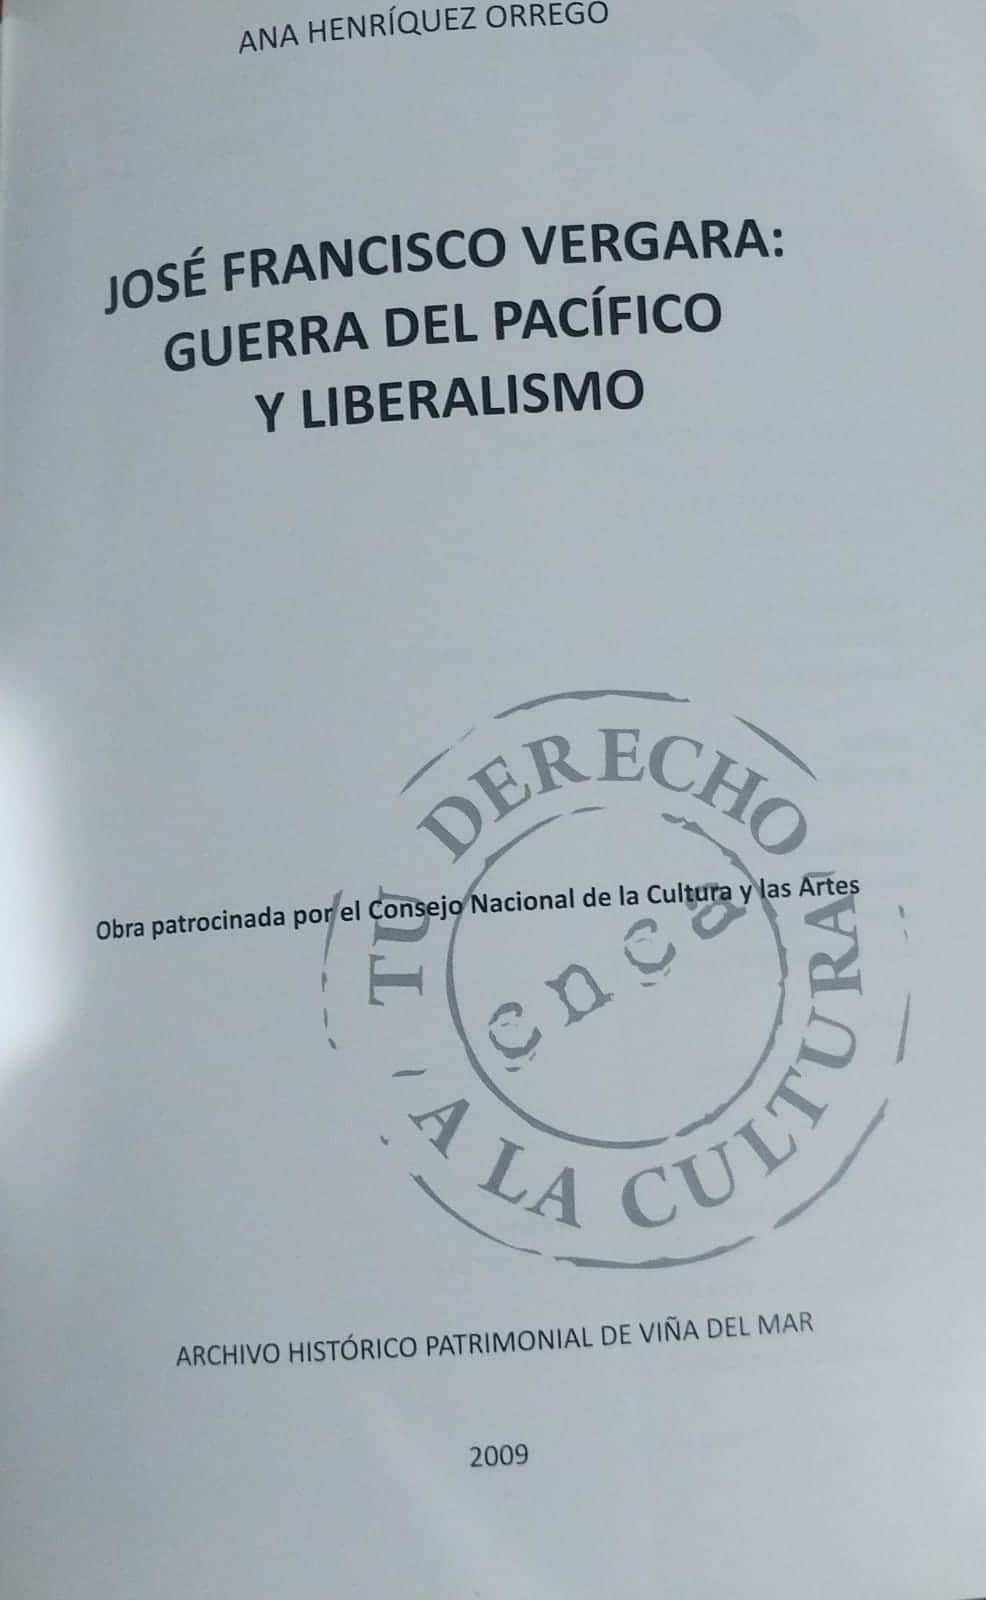 ANA HENRÍQUEZ ORREGO
JOSÉ FRANCISCO VERGARA:
GUERRA DEL PACÍFICO
Y LIBERALISMO
TU DERECHO
Obra patrocinada por el Consejo Nacional de la Cultura y las Artes
cnca
A LA CULTURA
ARCHIVO HISTÓRICO PATRIMONIAL DE VIÑA DEL MAR
2009